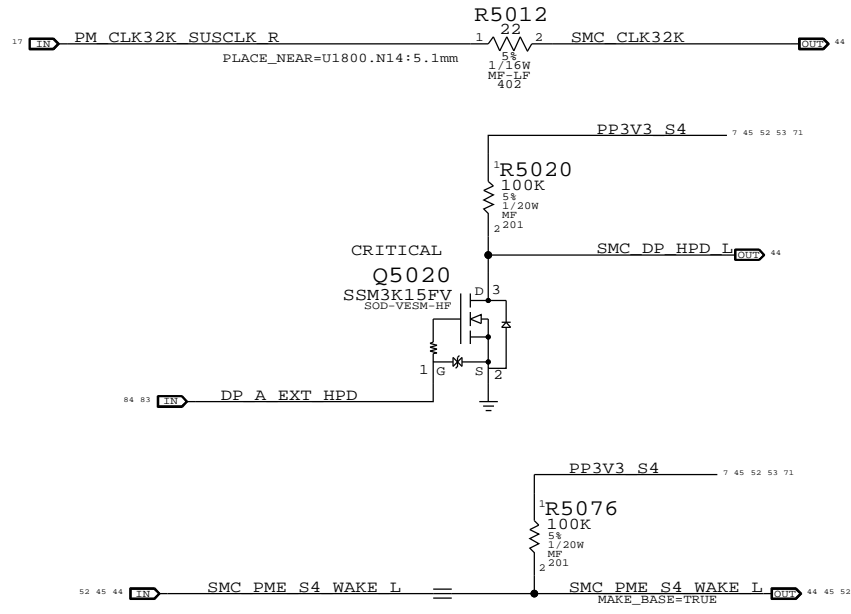 R5012
17 IN PM_CLK32K_SUSCLK_R 1 22 2 SMC_CLK32K OUT 44
PLACE_NEAR=U1800.N14:5.1mm
5%
1/16W
MF-LF
402
PP3V3_S4 7 45 52 53 71
1 R5020
100K
5%
1/20W
MF
2 201
SMC_DP_HPD_L OUT 44
CRITICAL
Q5020
SSM3K15FV
SOD-VESM-HF
D 3
1 G S 2
84 83 IN DP_A_EXT_HPD
PP3V3_S4 7 45 52 53 71
1 R5076
100K
5%
1/20W
MF
2 201
52 45 44 IN SMC_PME_S4_WAKE_L SMC_PME_S4_WAKE_L OUT 44 45 52
MAKE_BASE=TRUE